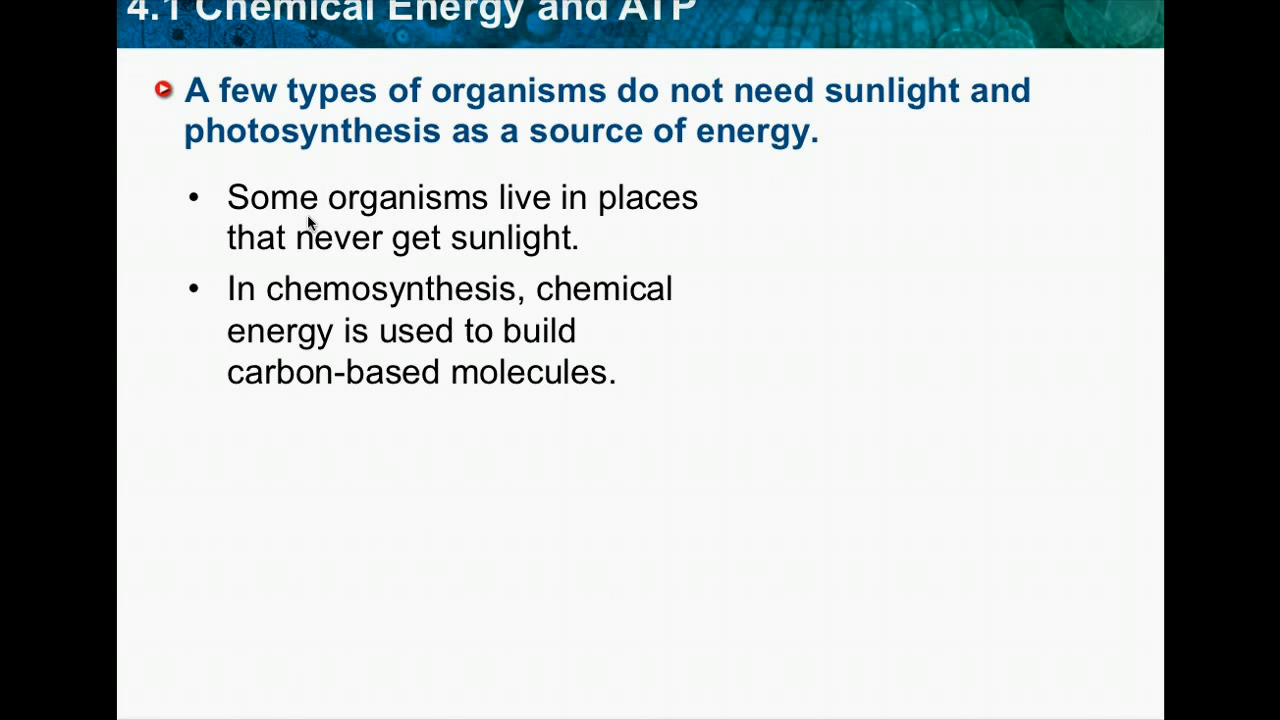 4.1 Chemical Energy and ATP
A few types of organisms do not need sunlight and
photosynthesis as a source of energy.
• Some organisms live in places
that never get sunlight.
• In chemosynthesis, chemical
energy is used to build
carbon-based molecules.